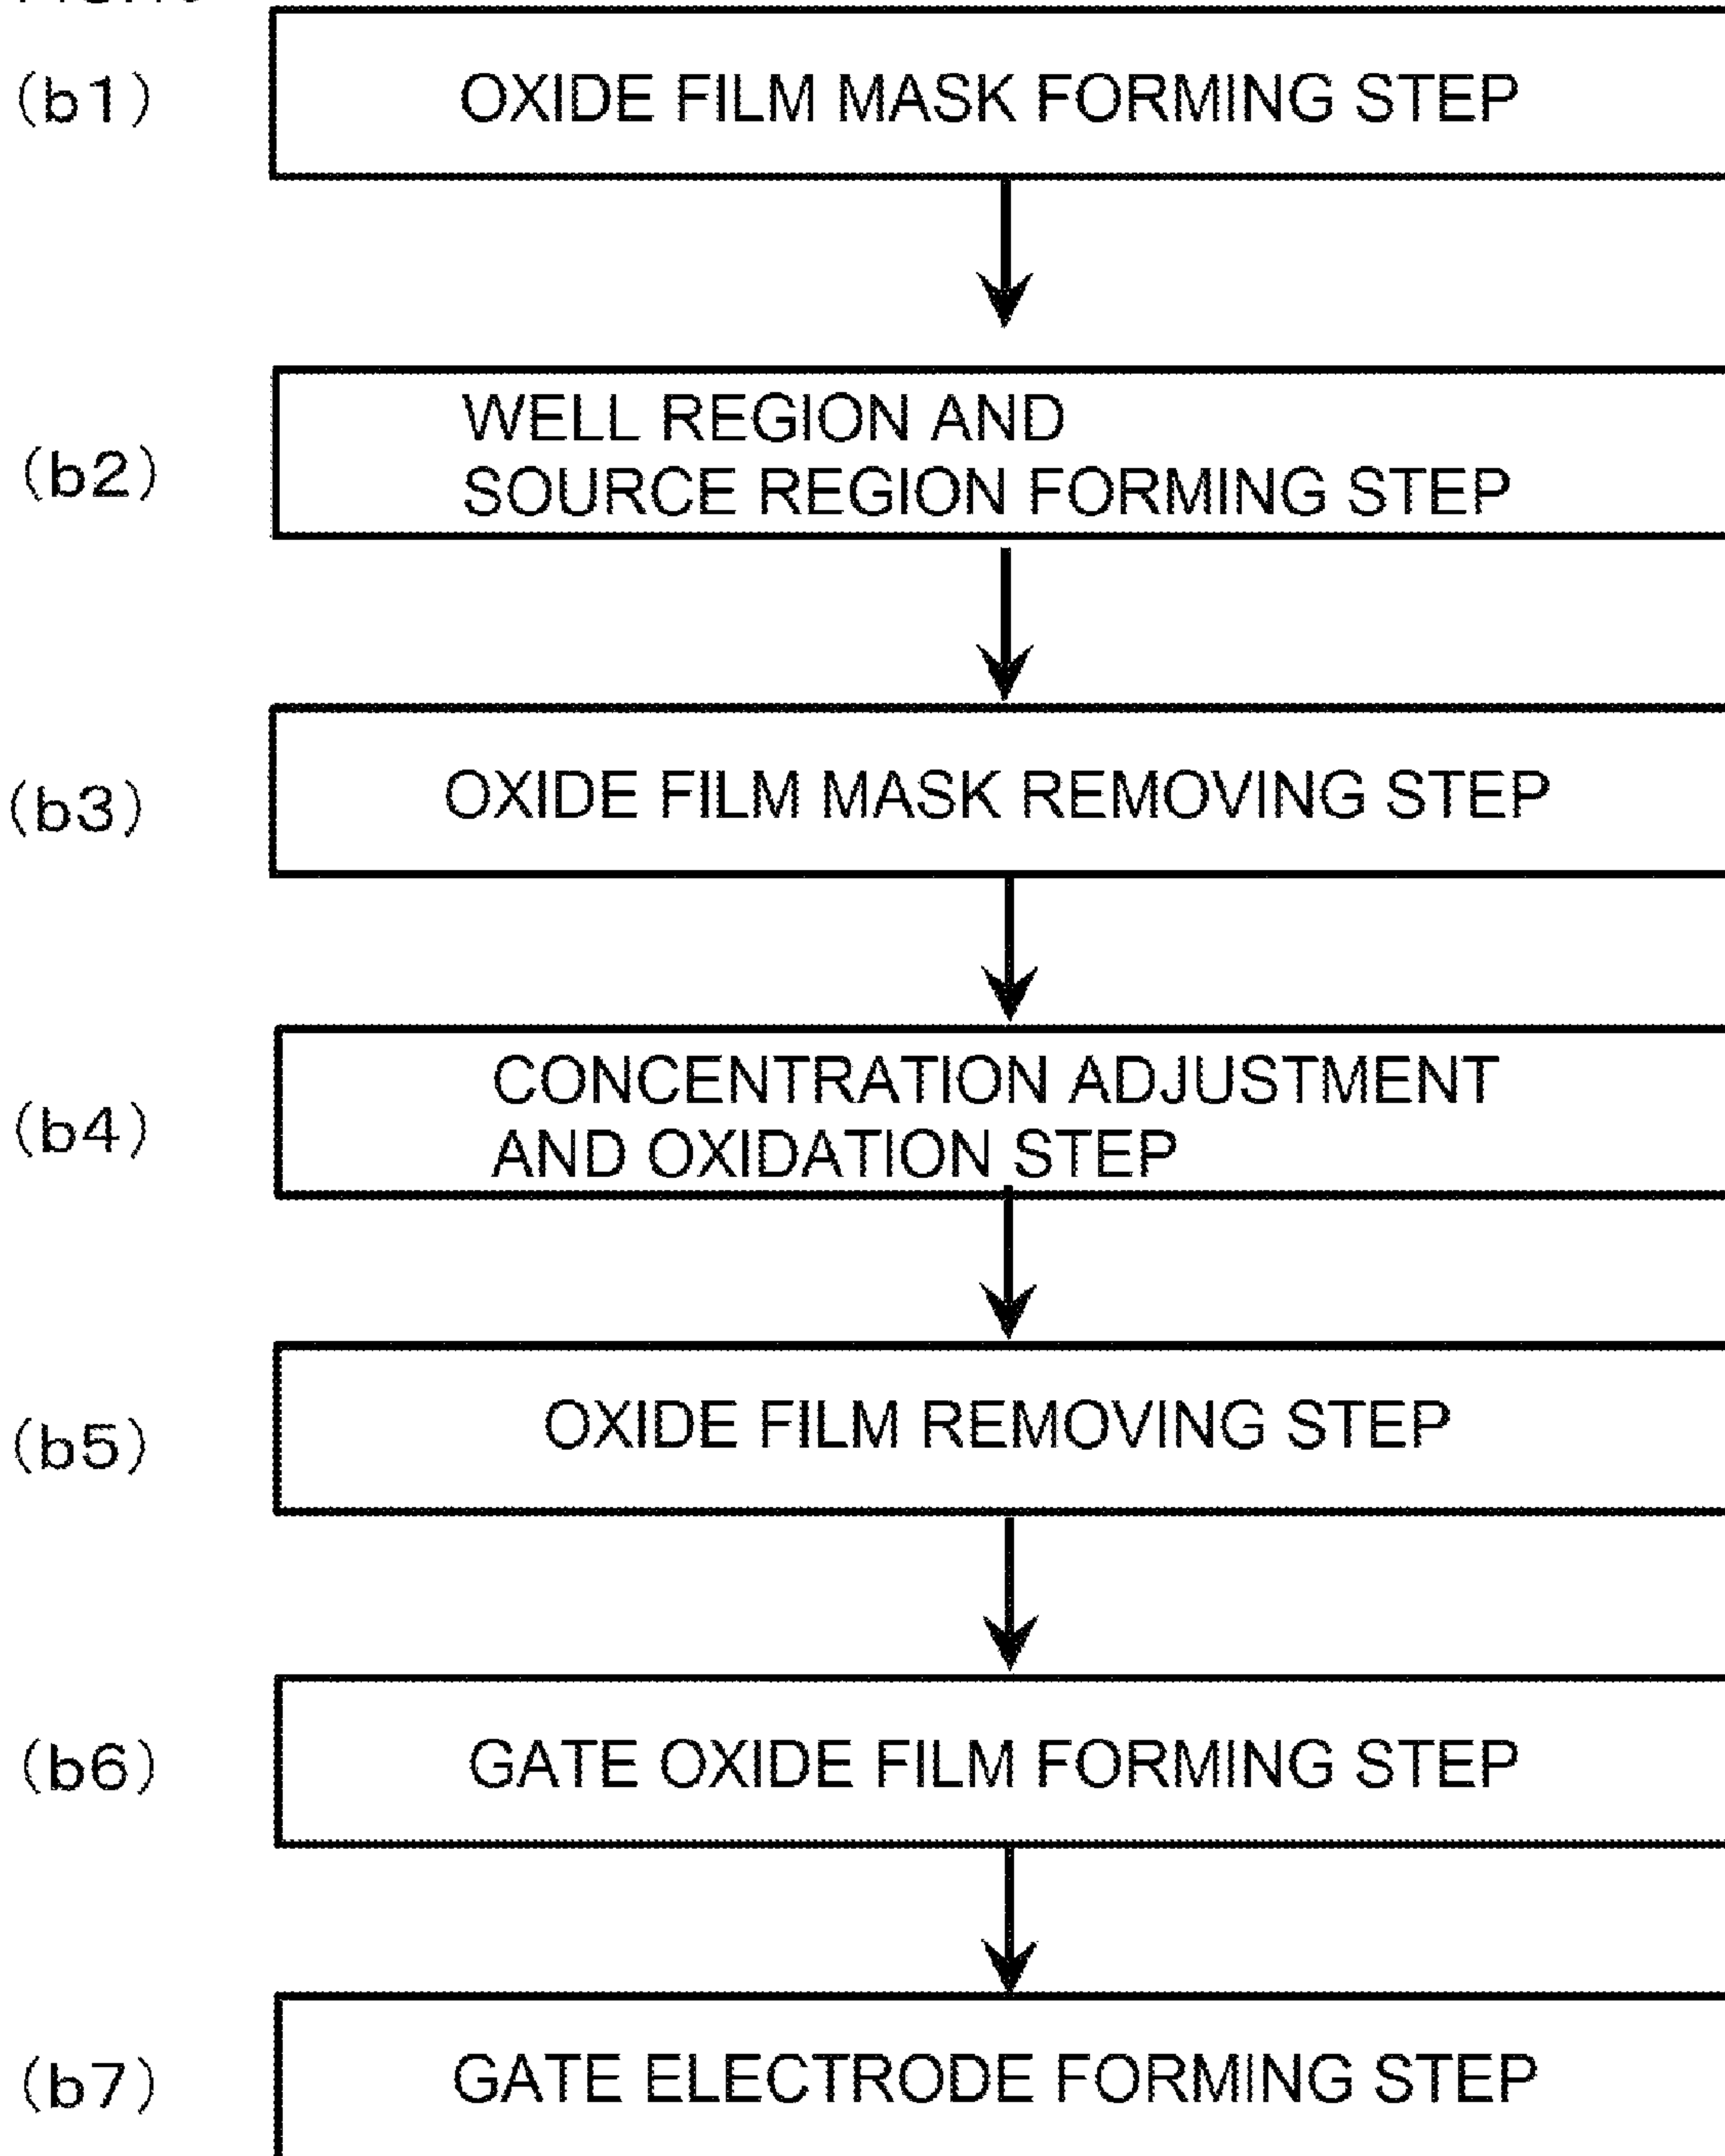 (b1) OXIDE FILM MASK FORMING STEP
(b2) WELL REGION AND
SOURCE REGION FORMING STEP
(b3) OXIDE FILM MASK REMOVING STEP
(b4) CONCENTRATION ADJUSTMENT
AND OXIDATION STEP
(b5) OXIDE FILM REMOVING STEP
(b6) GATE OXIDE FILM FORMING STEP
(b7) GATE ELECTRODE FORMING STEP